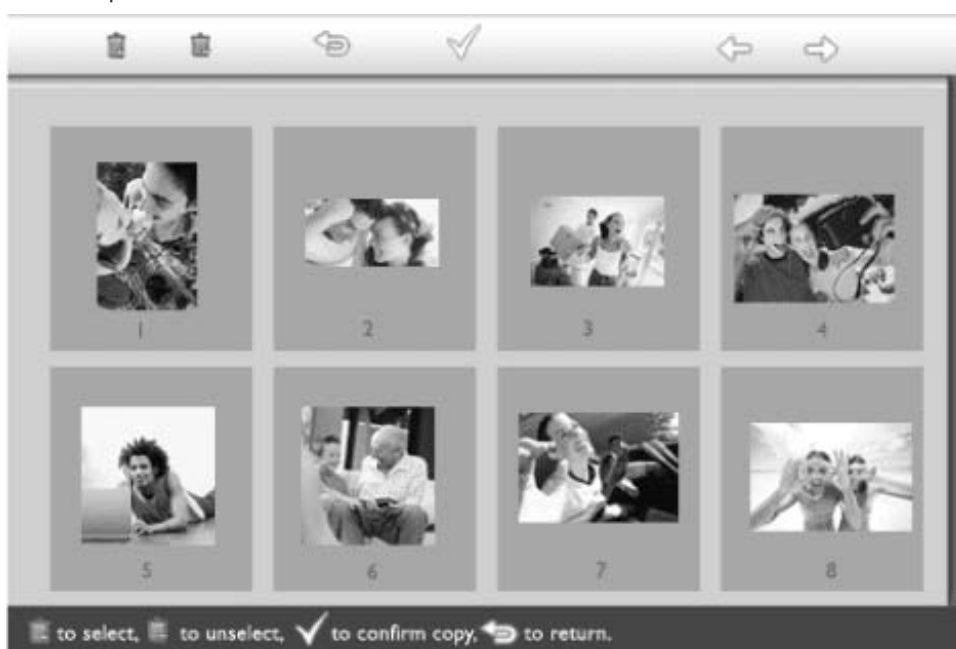 1 2 3 4
5 6 7 8
to select, to unselect, to confirm copy, to return.